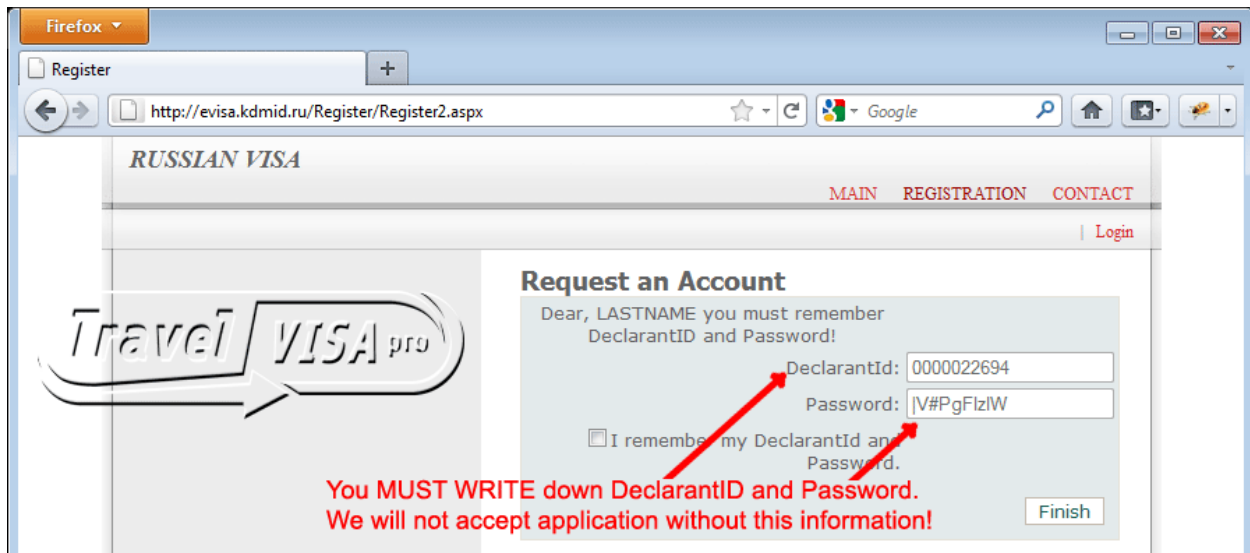 Firefox
Register
http://evisa.kdmid.ru/Register/Register2.aspx
Google
RUSSIAN VISA
MAIN REGISTRATION CONTACT
| Login
Request an Account
Travel VISA pro
Dear, LASTNAME you must remember
DeclarantID and Password!
DeclarantId: 0000022694
Password: |V#PgFlzlW
I remember my DeclarantId and
Password.
You MUST WRITE down DeclarantID and Password.
We will not accept application without this information!
Finish